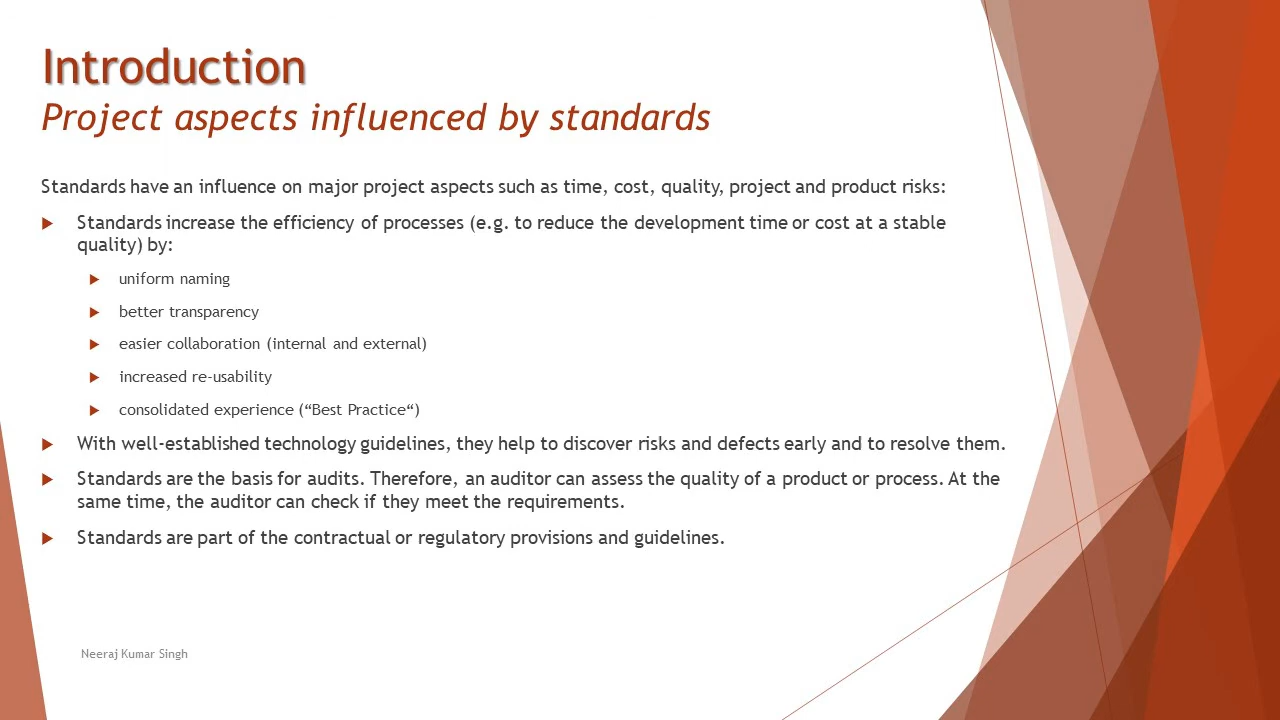 Introduction
Project aspects influenced by standards
Standards have an influence on major project aspects such as time, cost, quality, project and product risks:
Standards increase the efficiency of processes (e.g. to reduce the development time or cost at a stable
quality) by:
uniform naming
better transparency
easier collaboration (internal and external)
increased re-usability
consolidated experience (“Best Practice“)
With well-established technology guidelines, they help to discover risks and defects early and to resolve them.
Standards are the basis for audits. Therefore, an auditor can assess the quality of a product or process. At the
same time, the auditor can check if they meet the requirements.
Standards are part of the contractual or regulatory provisions and guidelines.
Neeraj Kumar Singh